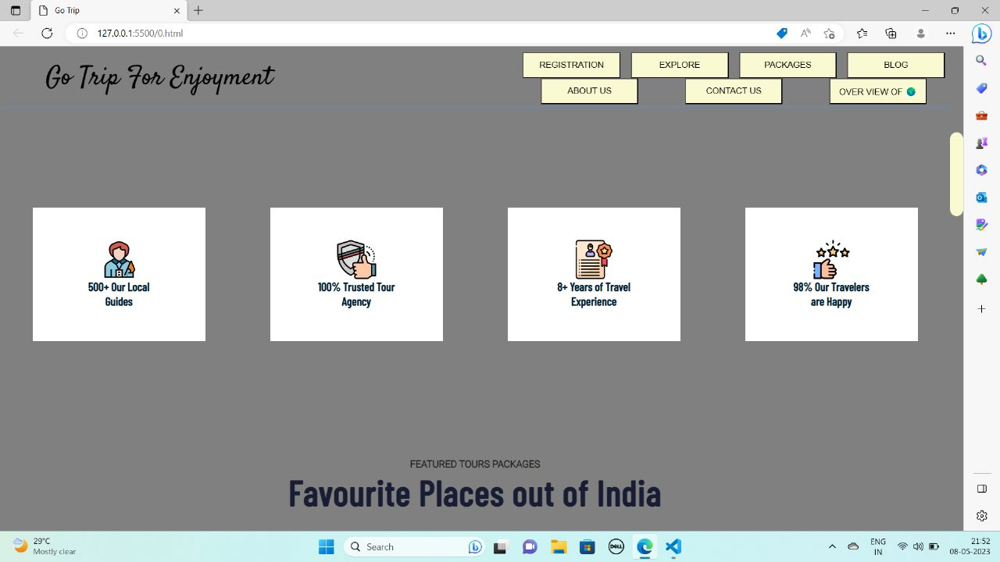 Go Trip
127.0.0.1:5500/0.html
Go Trip For Enjoyment
REGISTRATION
EXPLORE
PACKAGES
BLOG
ABOUT US
CONTACT US
OVER VIEW OF 🌍
500+ Our Local
Guides
100% Trusted Tour
Agency
8+ Years of Travel
Experience
98% Our Travelers
are Happy
FEATURED TOURS PACKAGES
Favourite Places out of India
29°C
Mostly clear
Search
DELL
ENG
IN
21:52
08-05-2023